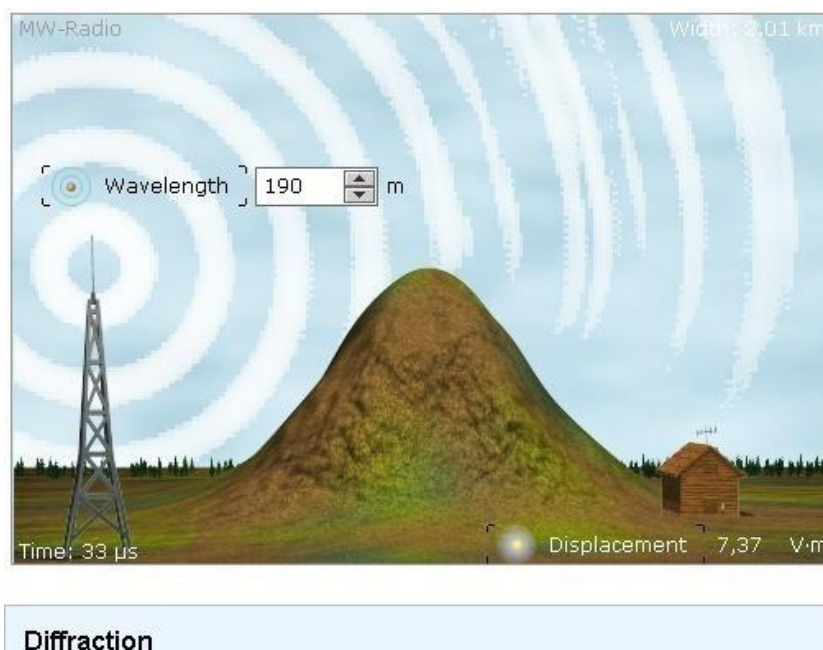 MW-Radio
Width: 2.01 km
Wavelength 190 m
Time: 33 µs
Displacement 7,37 V·m
Diffraction